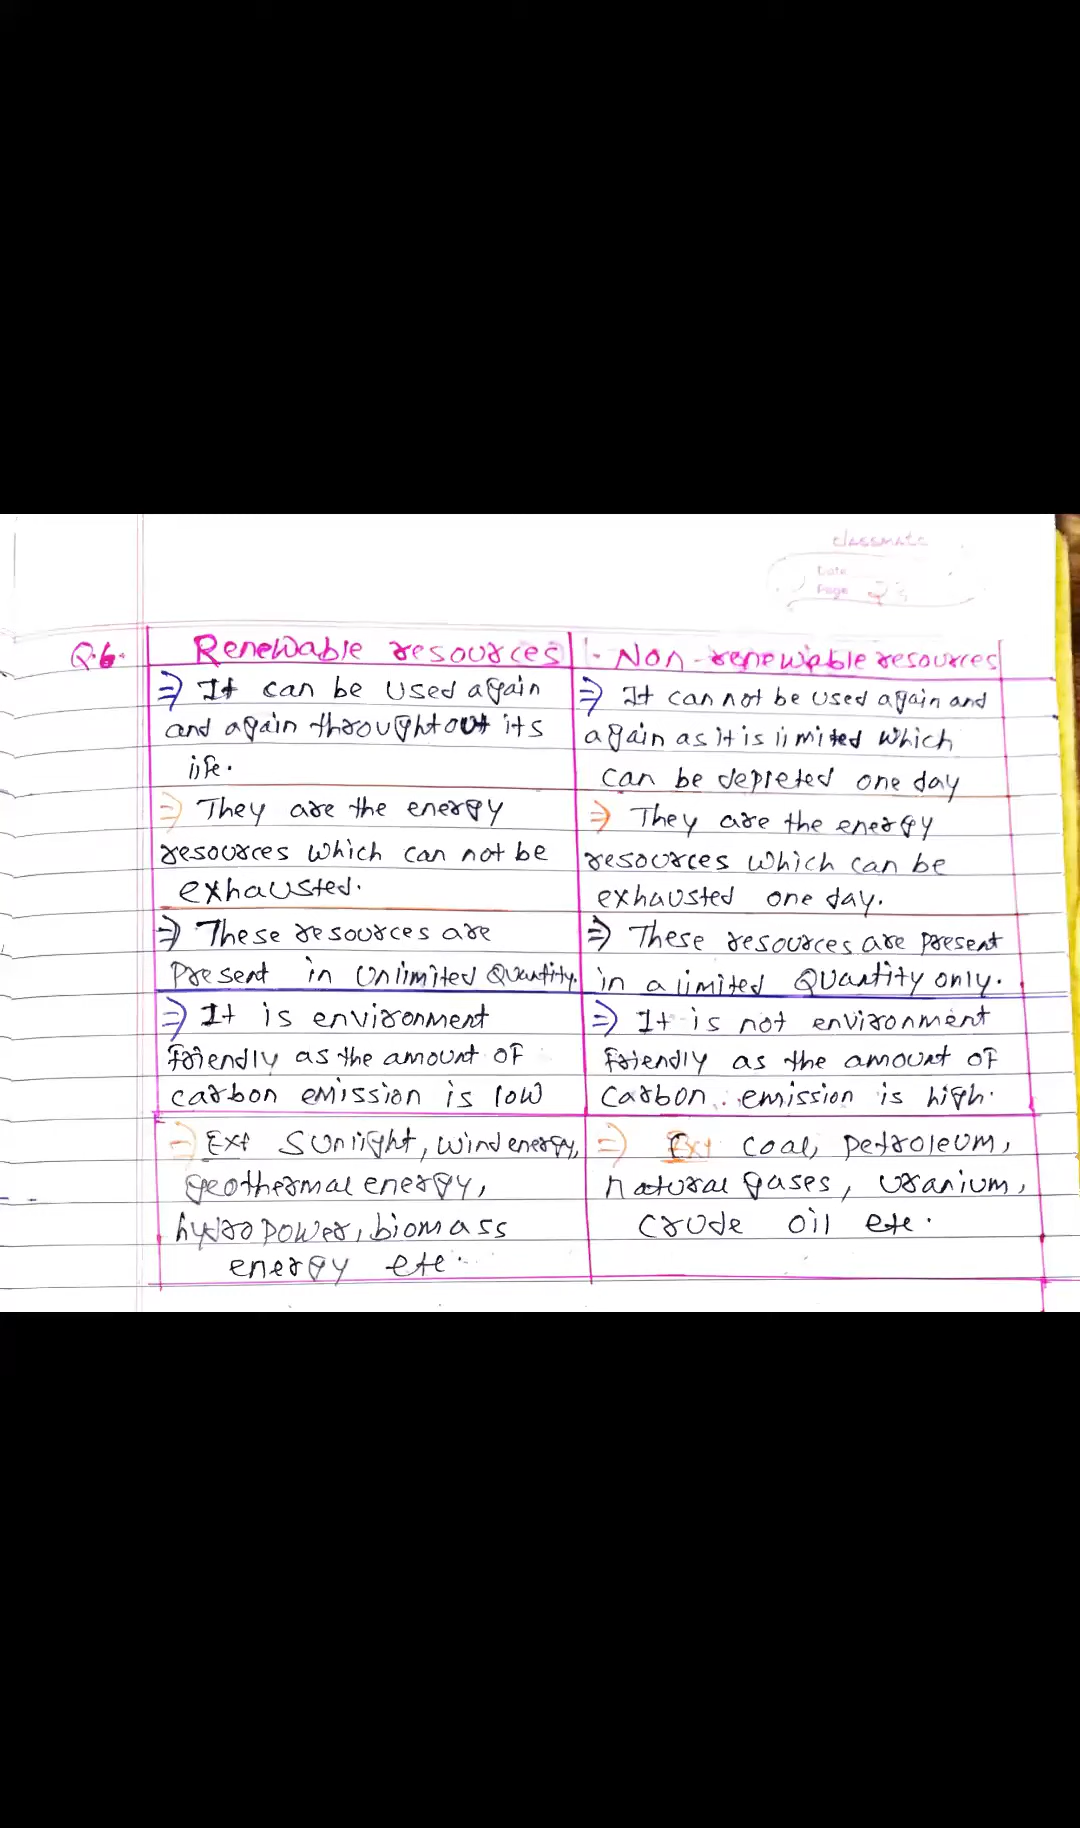 classmate
Date
Page 23
Q.6. Renewable resources Non-renewable resources
⇒ It can be used again
and again throughtout its
life.
⇒ They are the energy
resources which can not be
exhausted.
⇒ These resources are
Present in Unlimited Quantity.
⇒ It is environment
friendly as the amount of
carbon emission is low
⇒ Ex† Sunlight, wind energy,
geothermal energy,
hydro power, biomass
energy etc.
⇒ It can not be used again and
again as it is limited which
can be depleted one day
⇒ They are the energy
resources which can be
exhausted one day.
⇒ These resources are present
in a limited Quantity only.
⇒ It is not environment
friendly as the amount of
carbon emission is high.
⇒ Ex† coal, petroleum,
natural gases, uranium,
crude oil etc.